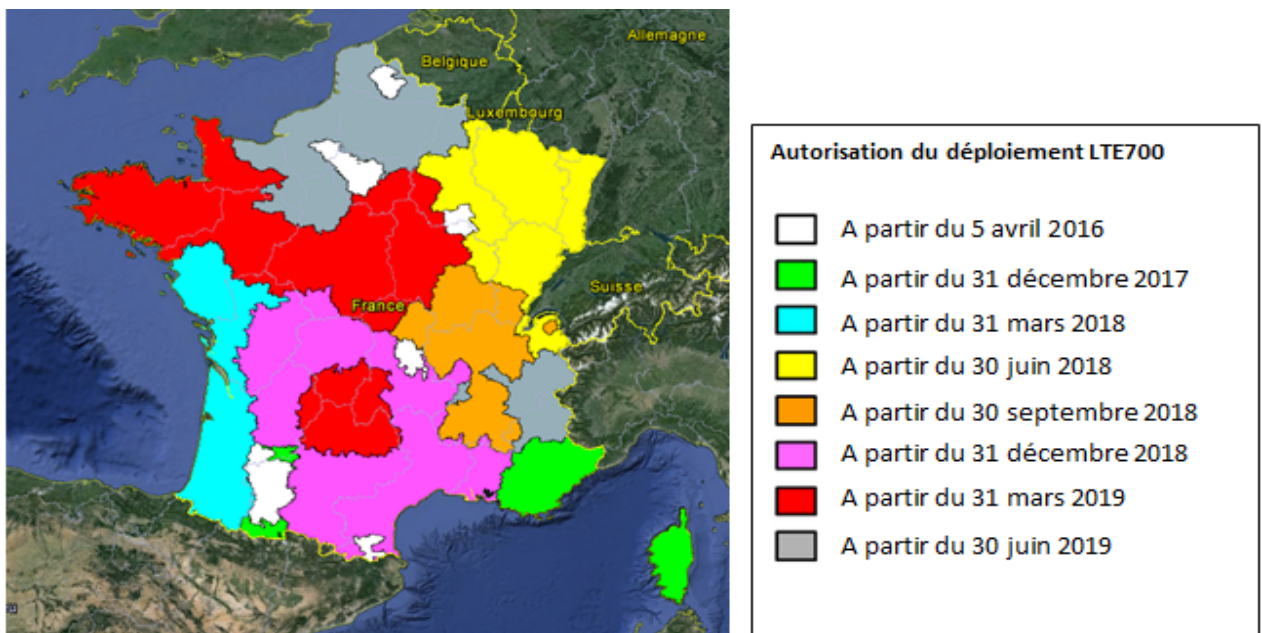 Allemagne
Belgique
Luxembourg
Suisse
France
Autorisation du déploiement LTE700
A partir du 5 avril 2016
A partir du 31 décembre 2017
A partir du 31 mars 2018
A partir du 30 juin 2018
A partir du 30 septembre 2018
A partir du 31 décembre 2018
A partir du 31 mars 2019
A partir du 30 juin 2019